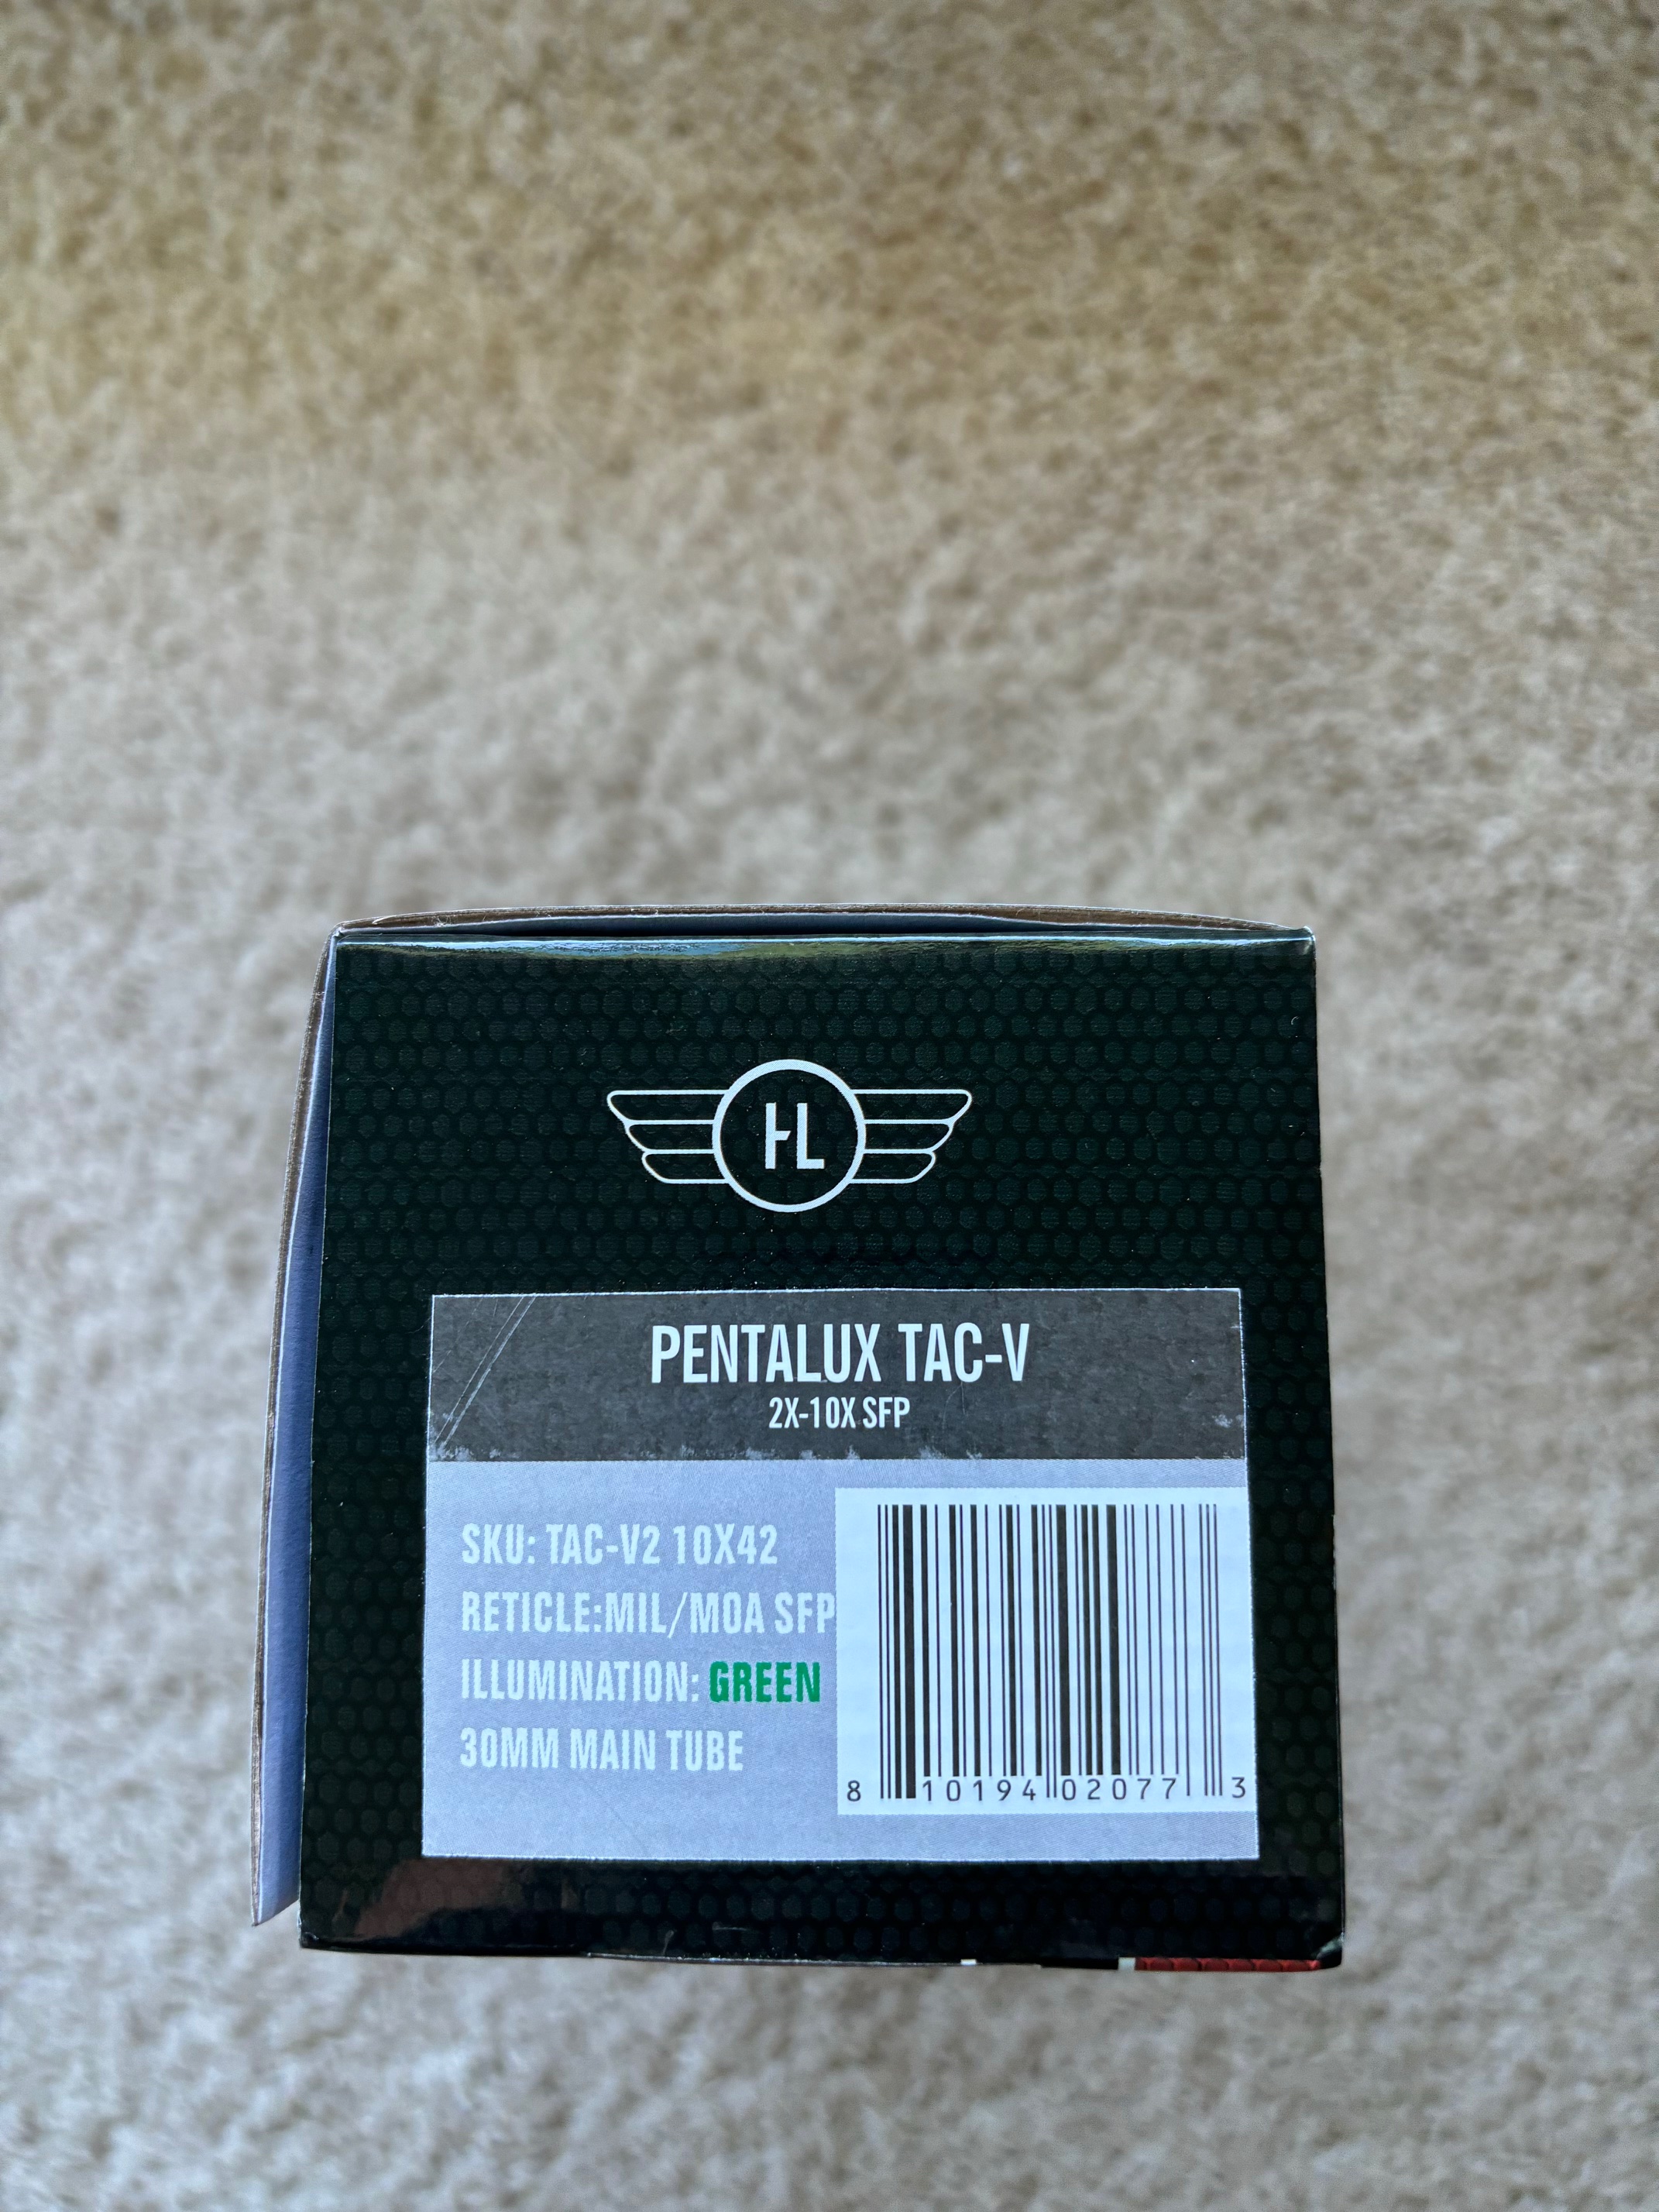 HL
PENTALUX TAC-V
2X-10X SFP
SKU: TAC-V2 10X42
RETICLE:MIL/MOA SFP
ILLUMINATION: GREEN
30MM MAIN TUBE
8 10194 02077 3